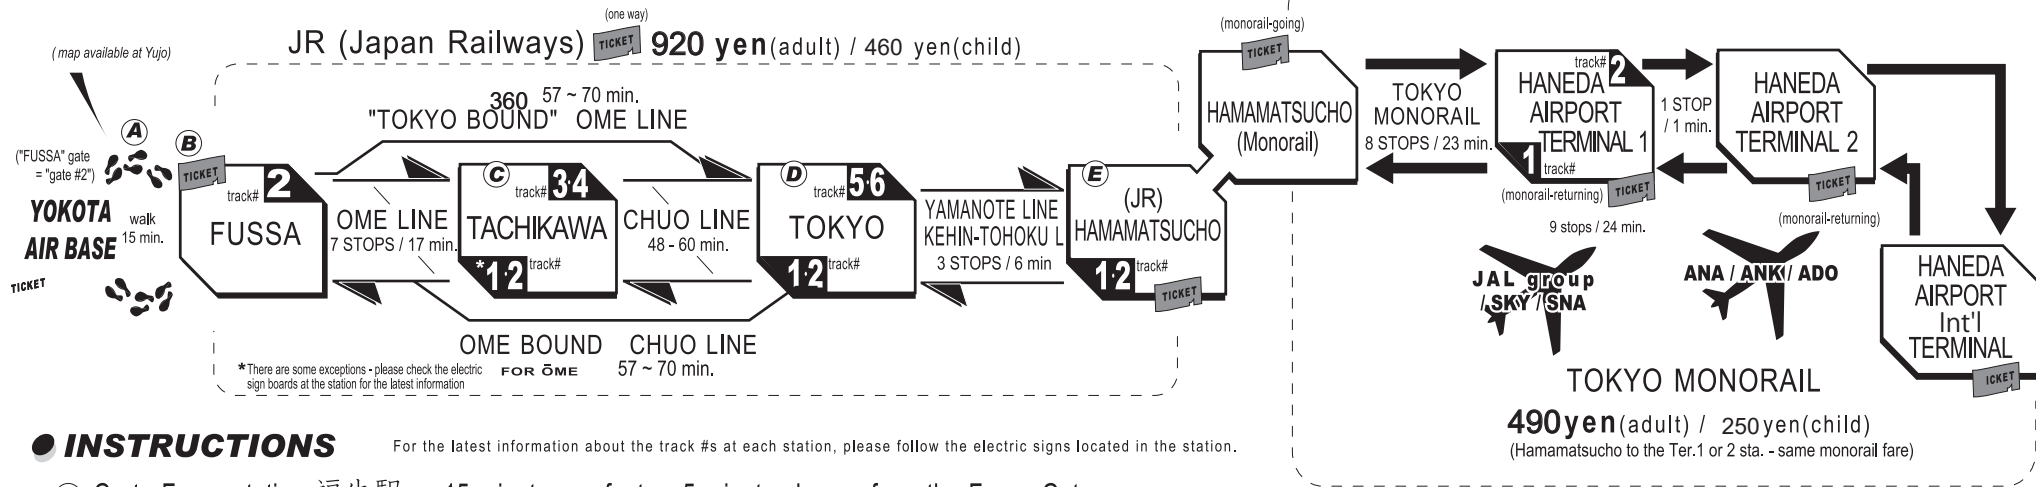 (one way)
JR (Japan Railways) TICKET 920 yen(adult) / 460 yen(child)
( map available at Yujo)
360 57 ~ 70 min.
"TOKYO BOUND" OME LINE
A
("FUSSA" gate
= "gate #2")
YOKOTA
AIR BASE
walk
15 min.
TICKET
B
TICKET
track# 2
FUSSA
OME LINE
7 STOPS / 17 min.
C
track# 3·4
TACHIKAWA
*1·2 track#
CHUO LINE
48 - 60 min.
D
track# 5·6
TOKYO
1·2 track#
YAMANOTE LINE
KEHIN-TOHOKU L
3 STOPS / 6 min
E
(JR)
HAMAMATSUCHO
1·2 track#
TICKET
OME BOUND CHUO LINE
FOR ŌME 57 ~ 70 min.
*There are some exceptions - please check the electric
sign boards at the station for the latest information
(monorail-going)
TICKET
HAMAMATSUCHO
(Monorail)
TOKYO
MONORAIL
8 STOPS / 23 min.
track# 2
HANEDA
AIRPORT
TERMINAL 1
1 track#
(monorail-returning) TICKET
9 stops / 24 min.
1 STOP
/ 1 min.
HANEDA
AIRPORT
TERMINAL 2
TICKET
(monorail-returning)
JAL group
/ SKY / SNA
ANA / ANK / ADO
HANEDA
AIRPORT
Int'l
TERMINAL
ICKET
TOKYO MONORAIL
490yen(adult) / 250yen(child)
(Hamamatsucho to the Ter.1 or 2 sta. - same monorail fare)
INSTRUCTIONS
For the latest information about the track #s at each station, please follow the electric signs located in the station.